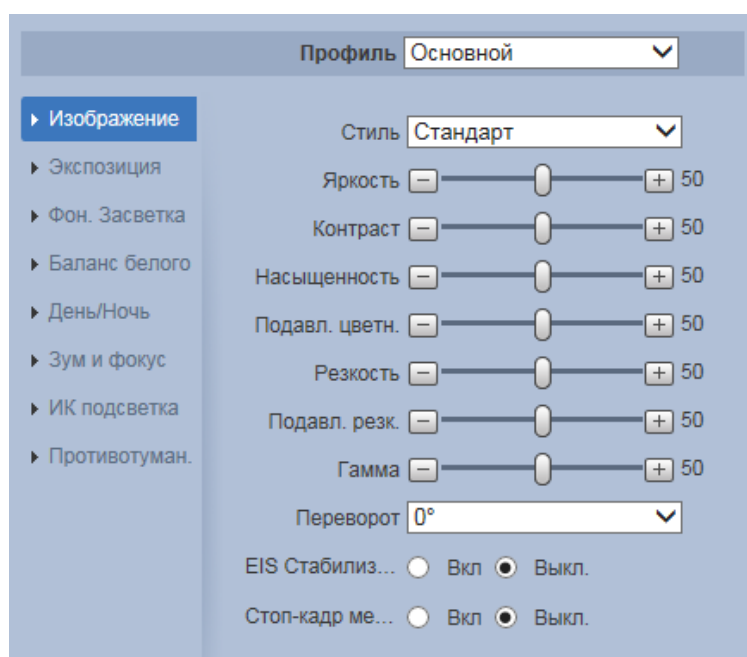 Профиль Основной
Изображение
Экспозиция
Фон. Засветка
Баланс белого
День/Ночь
Зум и фокус
ИК подсветка
Противотуман.
Стиль Стандарт
Яркость 50
Контраст 50
Насыщенность 50
Подавл. цветн. 50
Резкость 50
Подавл. резк. 50
Гамма 50
Переворот 0°
EIS Стабилиз... Вкл Выкл.
Стоп-кадр ме... Вкл Выкл.